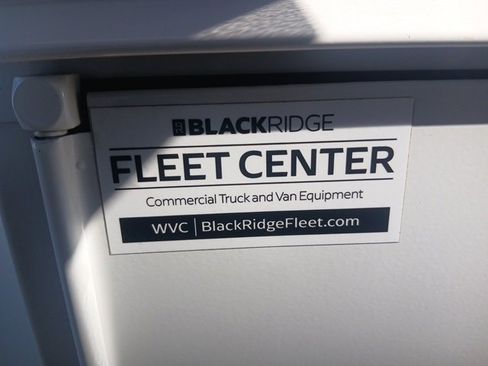 BLACKRIDGE
FLEET CENTER
Commercial Truck and Van Equipment
WVC | BlackRidgeFleet.com